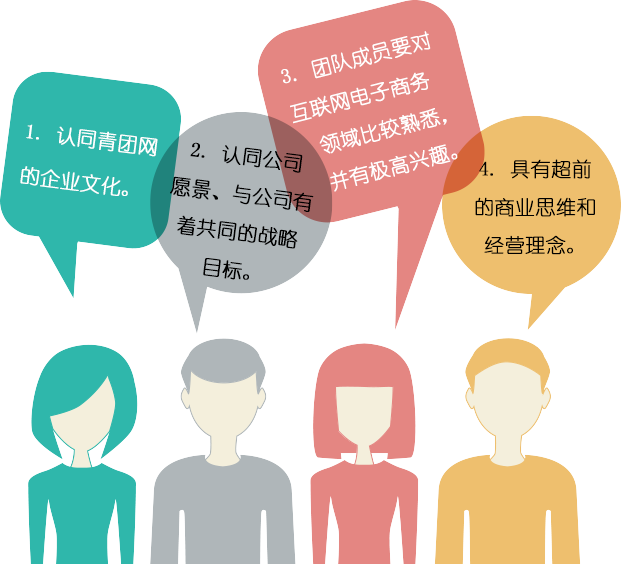 1. 认同青团网
的企业文化。
2. 认同公司
愿景、与公司有
着共同的战略
目标。
3. 团队成员要对
互联网电子商务
领域比较熟悉，
并有极高兴趣。
4. 具有超前
的商业思维和
经营理念。